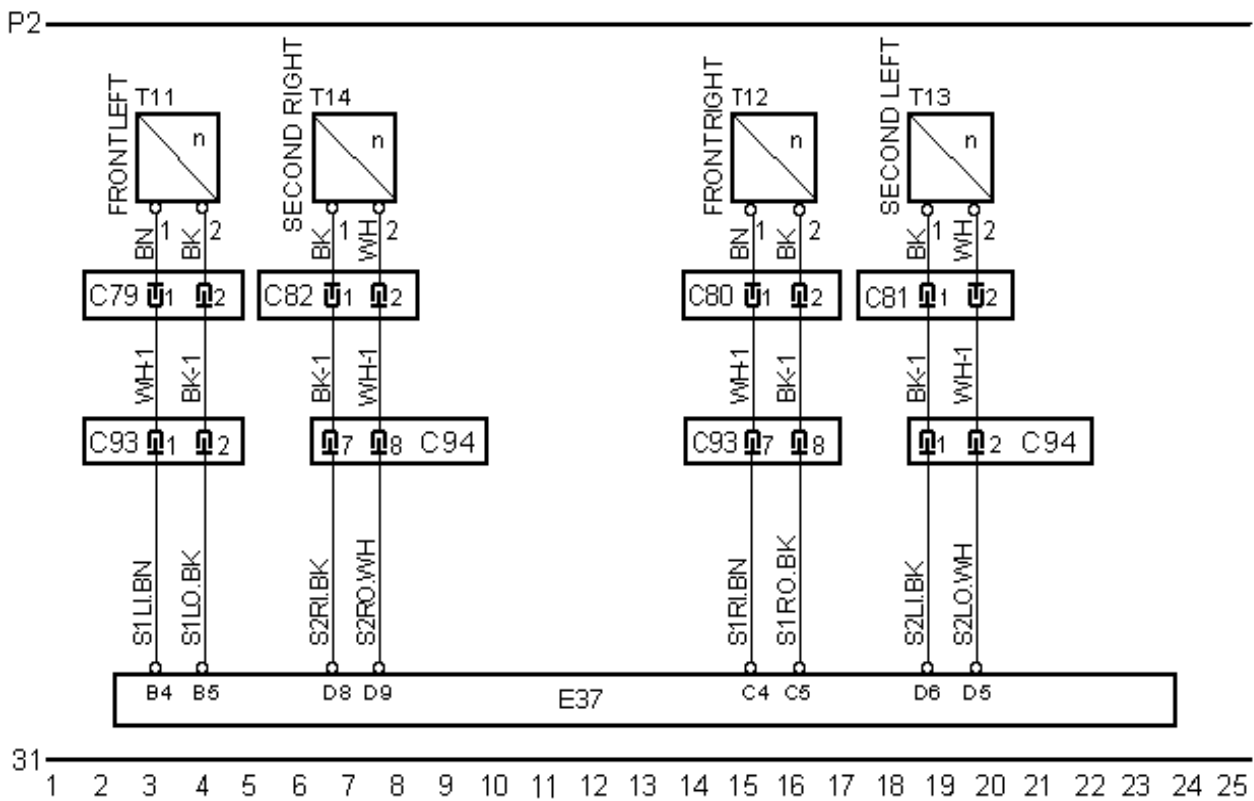 P2
FRONT LEFT
T11
n
SECOND RIGHT
T14
n
FRONT RIGHT
T12
n
SECOND LEFT
T13
n
BN 1 BK 2
BK 1 WH 2
BN 1 BK 2
BK 1 WH 2
C79 1 2
C82 1 2
C80 1 2
C81 1 2
WH-1 BK-1
BK-1 WH-1
WH-1 BK-1
BK-1 WH-1
C93 1 2
7 8 C94
C93 7 8
1 2 C94
S1LI.BN
S1LO.BK
S2RI.BK
S2RO.WH
S1RI.BN
S1RO.BK
S2LI.BK
S2LO.WH
B4 B5 D8 D9 E37 C4 C5 D6 D5
31
1 2 3 4 5 6 7 8 9 10 11 12 13 14 15 16 17 18 19 20 21 22 23 24 25